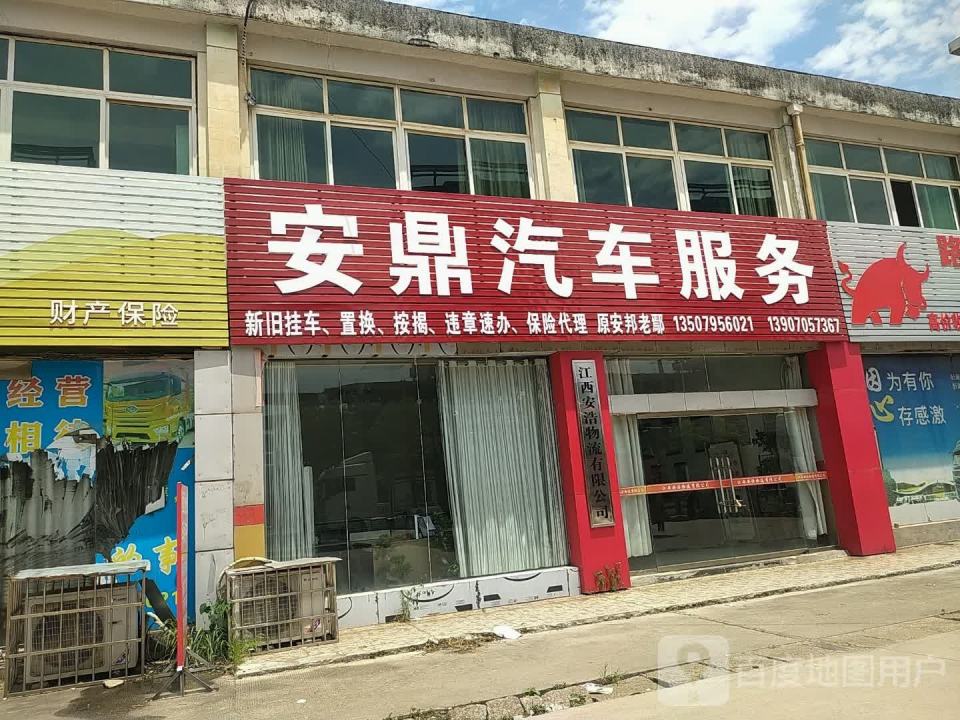 安鼎汽车服务
新旧挂车、置换、按揭、违章速办、保险代理 原安邦老鄢 13507956021 13907057367
财产保险
经营
江西安浩物流有限公司
因为有你
心存感激
百度地图用户